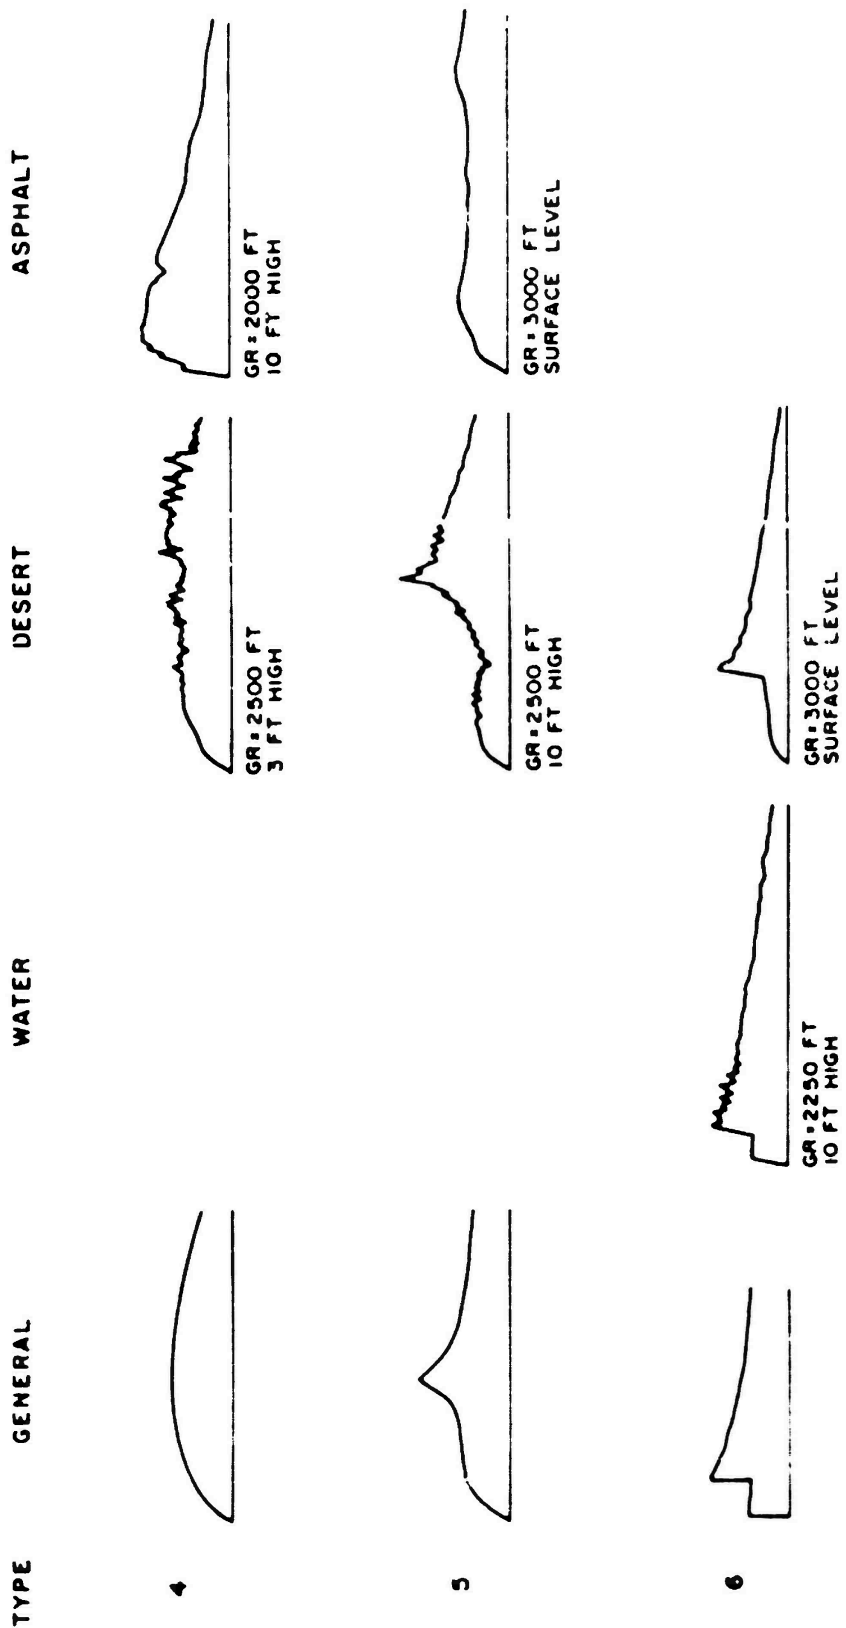 TYPE GENERAL WATER DESERT ASPHALT
4
GR=2500 FT
3 FT HIGH
GR=2000 FT
10 FT HIGH
5
GR=2500 FT
10 FT HIGH
GR=3000 FT
SURFACE LEVEL
6
GR=2250 FT
10 FT HIGH
GR=3000 FT
SURFACE LEVEL